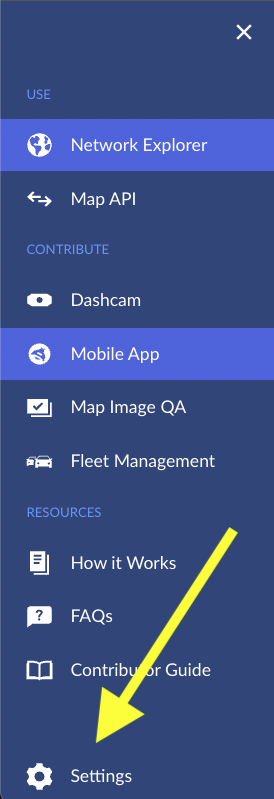 USE
Network Explorer
Map API
CONTRIBUTE
Dashcam
Mobile App
Map Image QA
Fleet Management
RESOURCES
How it Works
?
FAQs
Contributor Guide
Settings